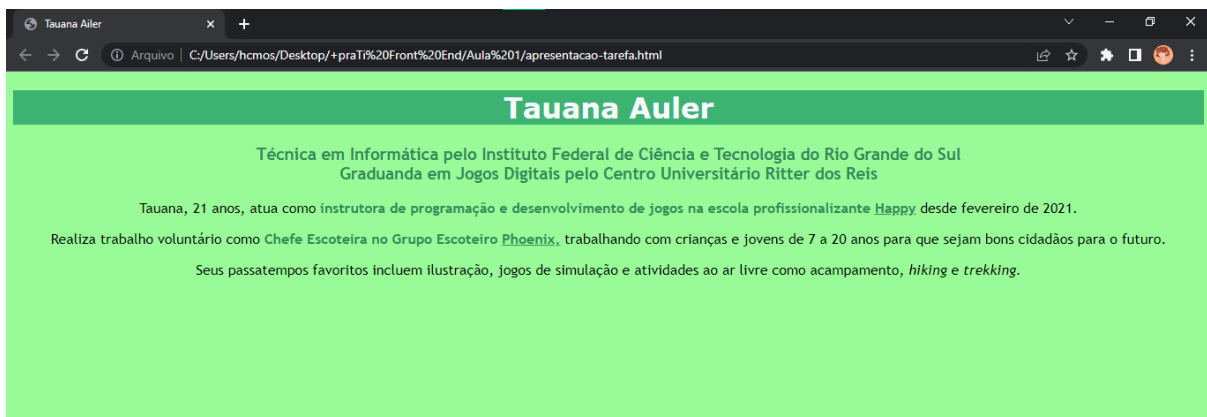 Tauana Ailer
Arquivo C:/Users/hcmos/Desktop/+praTi%20Front%20End/Aula%201/apresentacao-tarefa.html
Tauana Auler
Técnica em Informática pelo Instituto Federal de Ciência e Tecnologia do Rio Grande do Sul
Graduanda em Jogos Digitais pelo Centro Universitário Ritter dos Reis
Tauana, 21 anos, atua como instrutora de programação e desenvolvimento de jogos na escola profissionalizante Happy desde fevereiro de 2021.
Realiza trabalho voluntário como Chefe Escoteira no Grupo Escoteiro Phoenix, trabalhando com crianças e jovens de 7 a 20 anos para que sejam bons cidadãos para o futuro.
Seus passatempos favoritos incluem ilustração, jogos de simulação e atividades ao ar livre como acampamento, hiking e trekking.